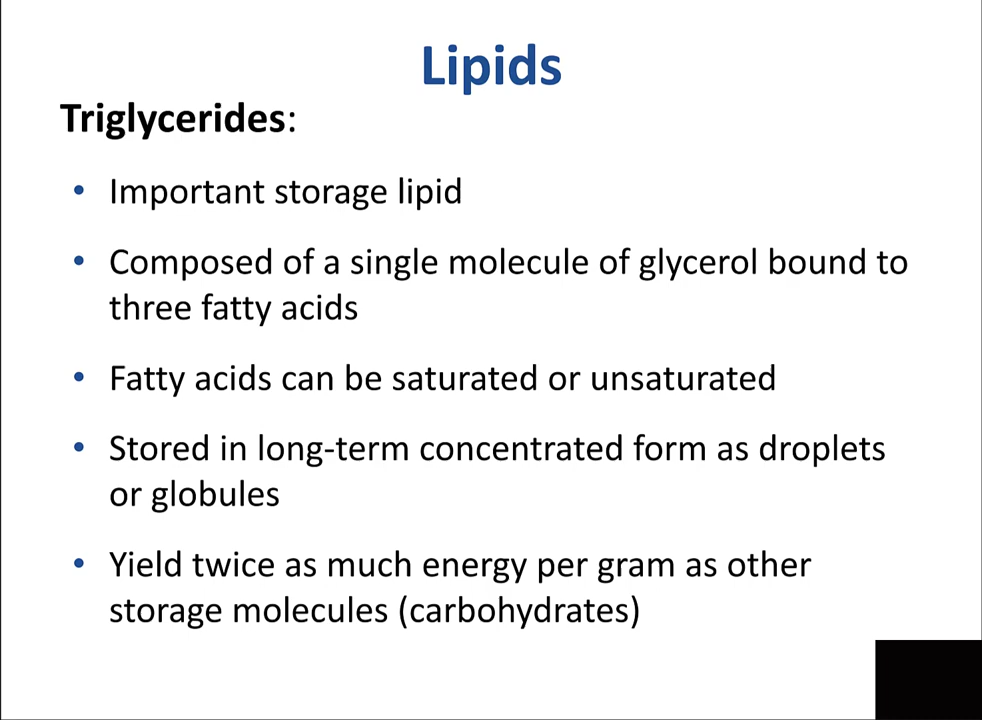 Lipids
Triglycerides:
• Important storage lipid
• Composed of a single molecule of glycerol bound to
three fatty acids
• Fatty acids can be saturated or unsaturated
• Stored in long-term concentrated form as droplets
or globules
• Yield twice as much energy per gram as other
storage molecules (carbohydrates)